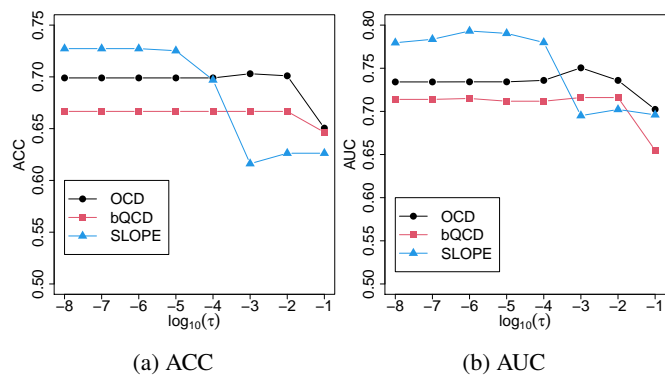 ACC
0.75
0.70
0.65
0.60
0.55
0.50
OCD
bQCD
SLOPE
−8 −7 −6 −5 −4 −3 −2 −1
log10(τ)
(a) ACC
AUC
0.80
0.75
0.70
0.65
0.60
0.55
0.50
OCD
bQCD
SLOPE
−8 −7 −6 −5 −4 −3 −2 −1
log10(τ)
(b) AUC